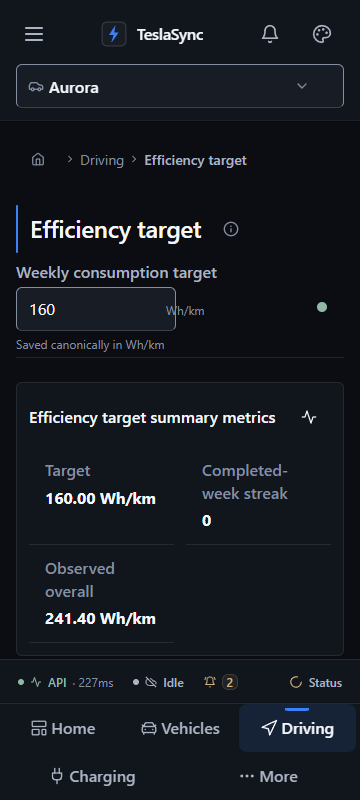 TeslaSync
Aurora
Driving
Efficiency target
Efficiency target
Weekly consumption target
160
Wh/km
Saved canonically in Wh/km
Efficiency target summary metrics
Target
160.00 Wh/km
Completed-
week streak
0
Observed
overall
241.40 Wh/km
API · 227ms
Idle
2
Status
Home
Vehicles
Driving
Charging
More